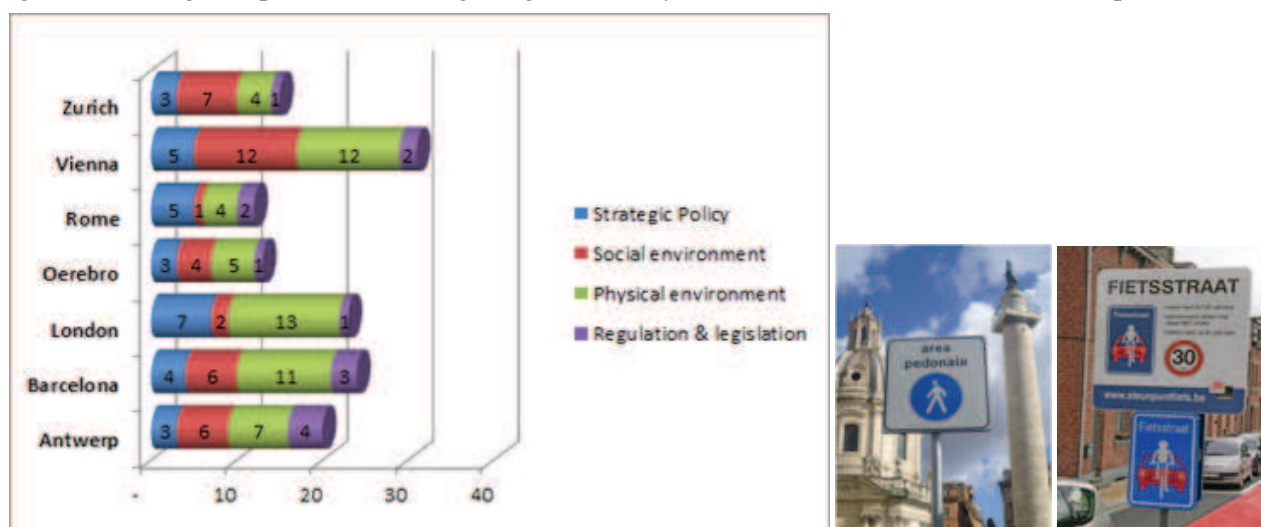 Zurich
3 7 4 1
Vienna
5 12 12 2
Rome
5 1 4 2
Oerebro
3 4 5 1
London
7 2 13 1
Barcelona
4 6 11 3
Antwerp
3 6 7 4
- 10 20 30 40
Strategic Policy
Social environment
Physical environment
Regulation & legislation
area
pedonale
FIETSSTRAAT
Fietsstraat
30
www.steunpuntfiets.be
Fietsstraat